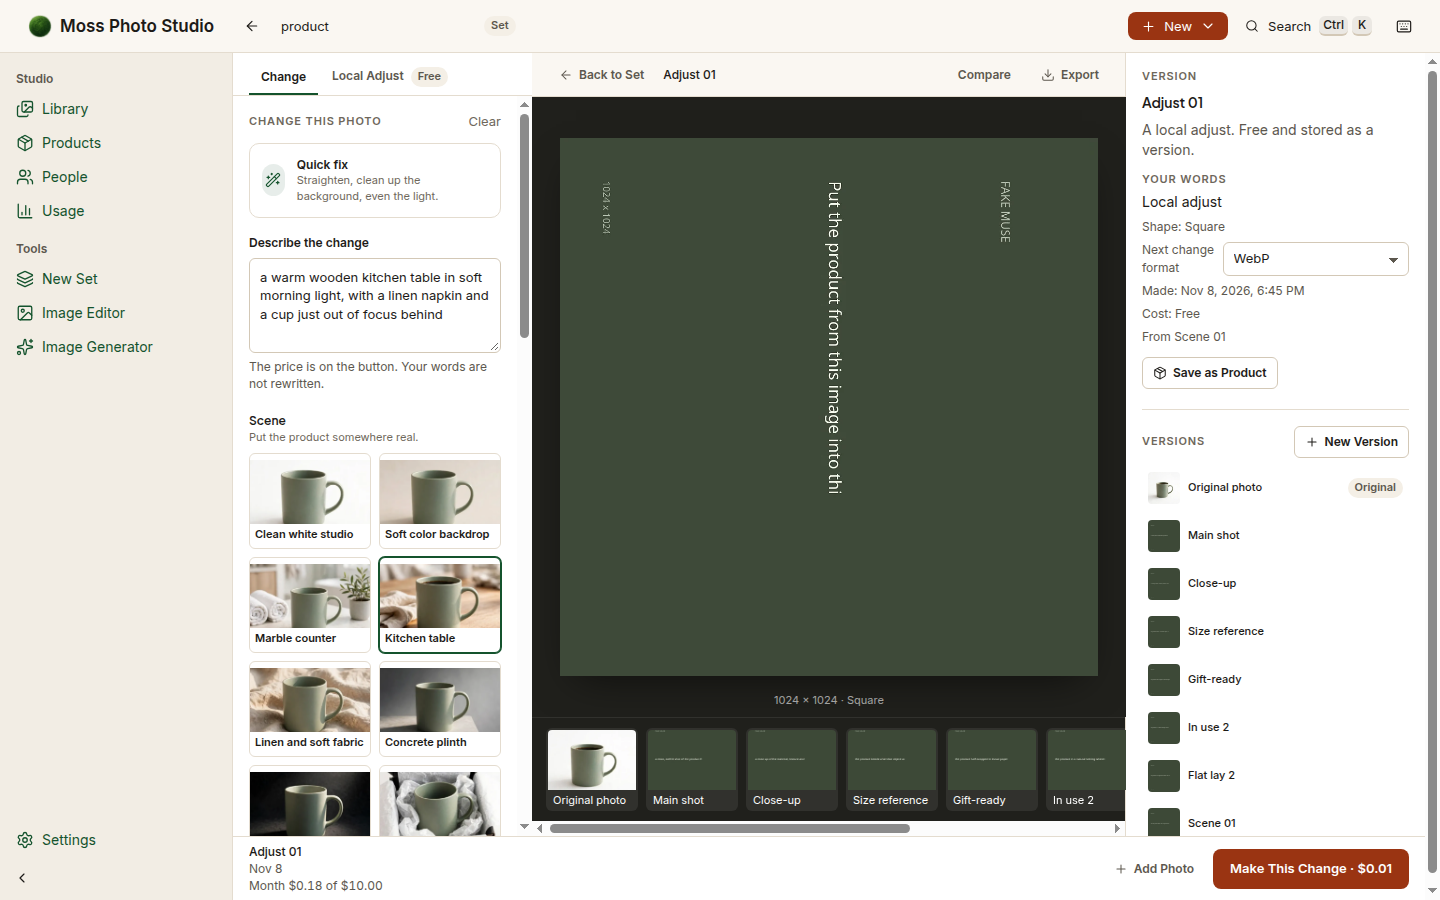 Moss Photo Studio
product
Set
New
Search
Ctrl
K
Studio
Library
Products
People
Usage
Tools
New Set
Image Editor
Image Generator
Settings
Change
Local Adjust
Free
CHANGE THIS PHOTO
Clear
Quick fix
Straighten, clean up the
background, even the light.
Describe the change
a warm wooden kitchen table in soft
morning light, with a linen napkin and
a cup just out of focus behind
The price is on the button. Your words are
not rewritten.
Scene
Put the product somewhere real.
Clean white studio
Soft color backdrop
Marble counter
Kitchen table
Linen and soft fabric
Concrete plinth
Back to Set
Adjust 01
Compare
Export
1024 x 1024
Put the product from this image into thi
FAKE MUSE
1024 × 1024 · Square
Original photo
Main shot
Close-up
Size reference
Gift-ready
In use 2
VERSION
Adjust 01
A local adjust. Free and stored as a
version.
YOUR WORDS
Local adjust
Shape: Square
Next change
format
WebP
Made: Nov 8, 2026, 6:45 PM
Cost: Free
From Scene 01
Save as Product
VERSIONS
New Version
Original photo
Original
Main shot
Close-up
Size reference
Gift-ready
In use 2
Flat lay 2
Scene 01
Adjust 01
Nov 8
Month $0.18 of $10.00
Add Photo
Make This Change · $0.01